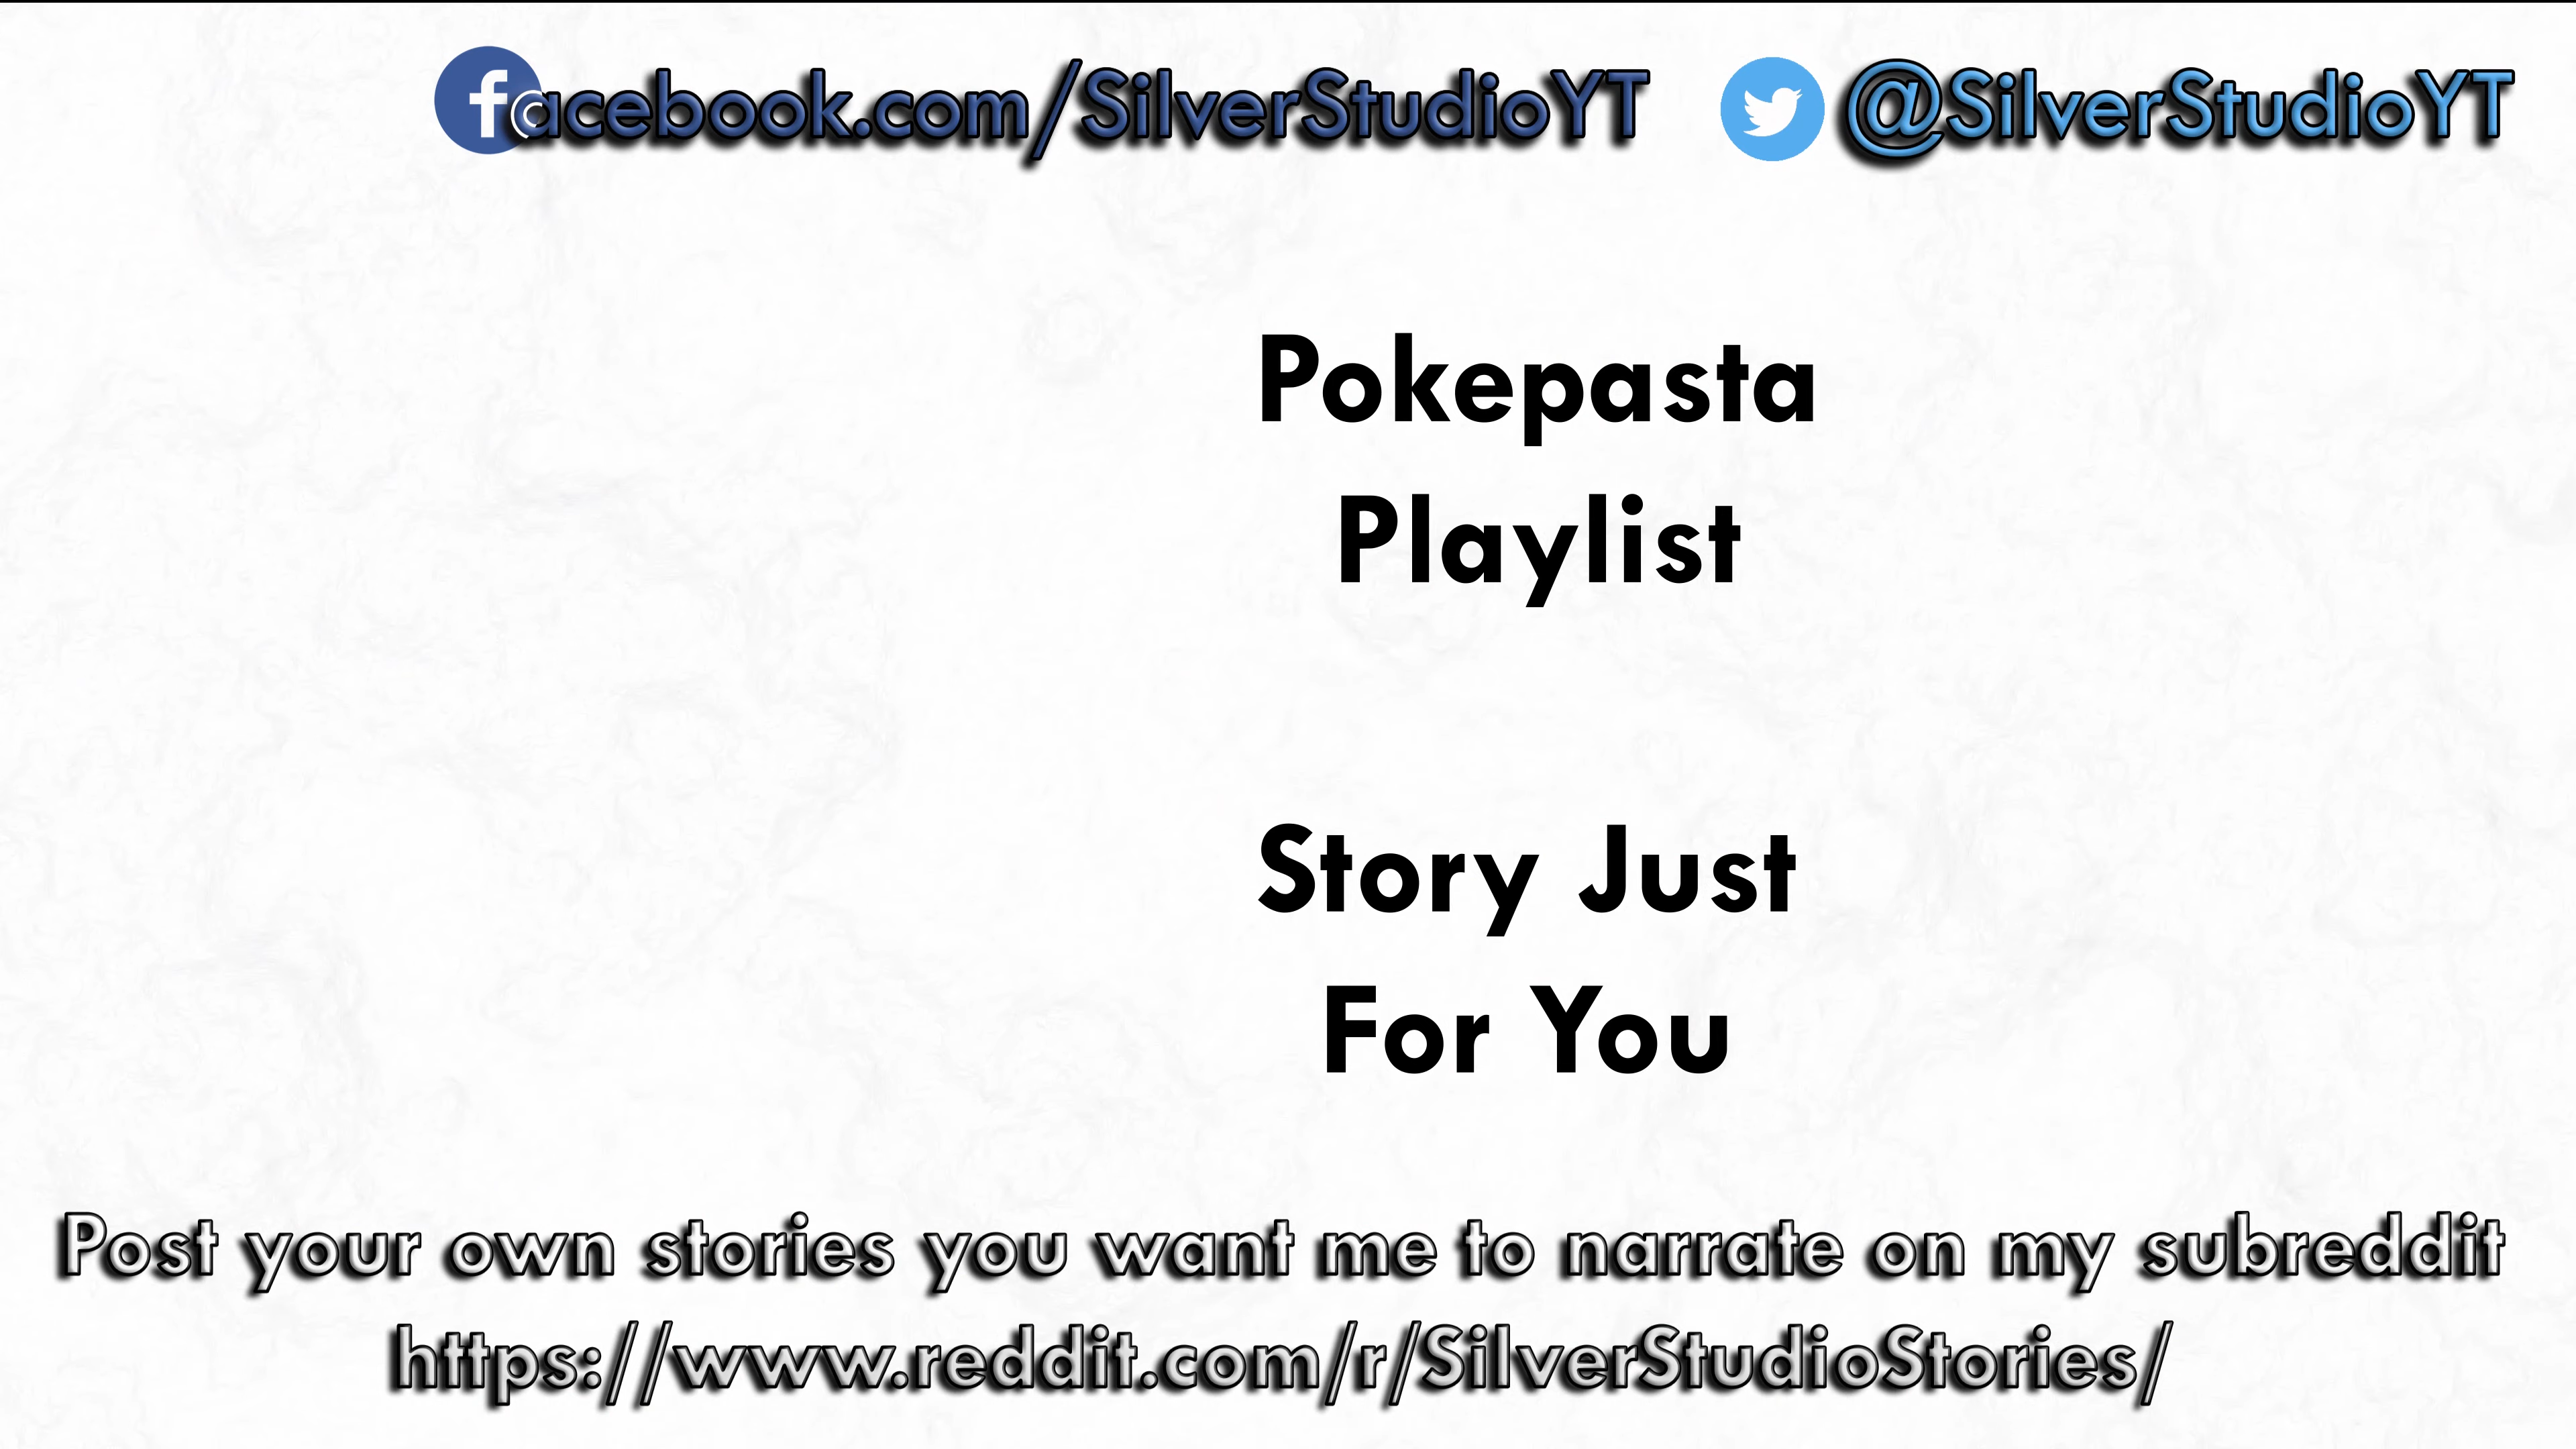 facebook.com/SilverStudioYT @SilverStudioYT
Pokepasta
Playlist
Story Just
For You
Post your own stories you want me to narrate on my subreddit
https://www.reddit.com/r/SilverStudioStories/